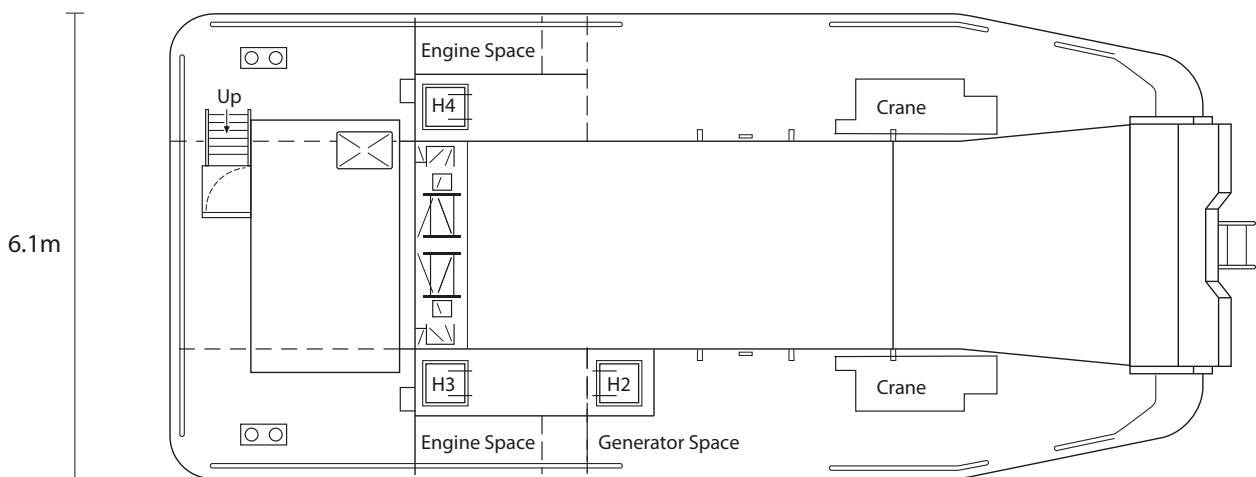 Engine Space
Up
H4
Crane
6.1m
H3
H2
Crane
Engine Space
Generator Space